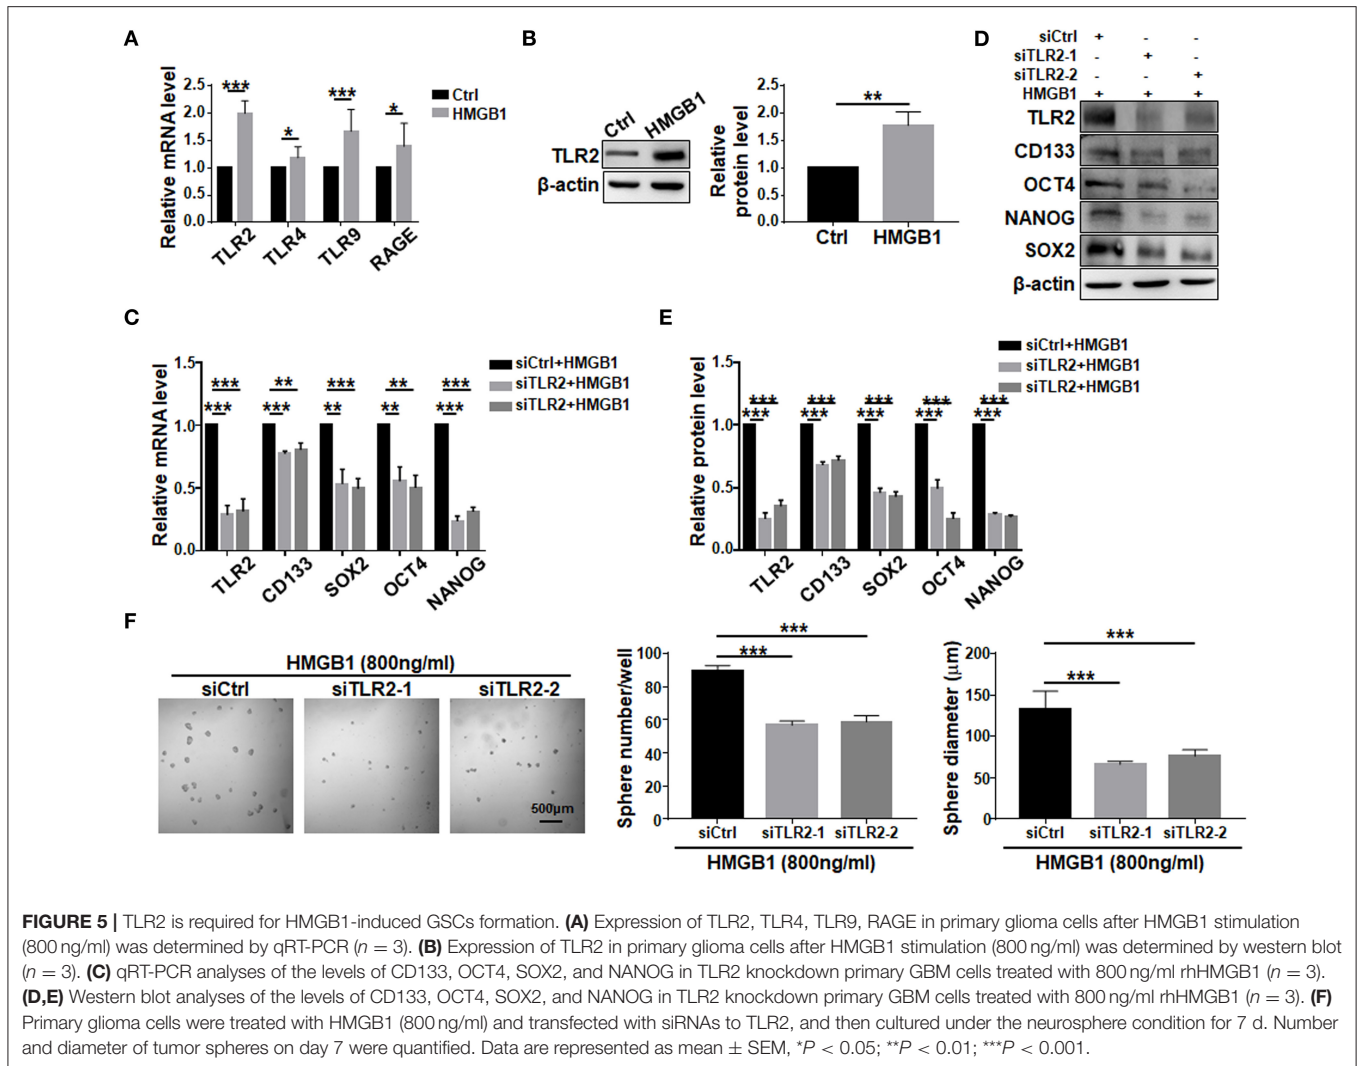 A
Relative mRNA level
2.5
2.0
1.5
1.0
0.5
0.0
***
*
***
*
Ctrl
HMGB1
TLR2
TLR4
TLR9
RAGE
B
Ctrl
HMGB1
TLR2
β-actin
Relative
protein level
2.5
2.0
1.5
1.0
0.5
0.0
**
Ctrl
HMGB1
D
siCtrl + - -
siTLR2-1 - + -
siTLR2-2 - - +
HMGB1 + + +
TLR2
CD133
OCT4
NANOG
SOX2
β-actin
C
Relative mRNA level
1.5
1.0
0.5
0.0
*** ** *** ** ***
*** *** ** ** ***
siCtrl+HMGB1
siTLR2+HMGB1
siTLR2+HMGB1
TLR2
CD133
SOX2
OCT4
NANOG
E
Relative protein level
1.5
1.0
0.5
0.0
*** *** *** *** ***
*** *** *** *** ***
siCtrl+HMGB1
siTLR2+HMGB1
siTLR2+HMGB1
TLR2
CD133
SOX2
OCT4
NANOG
F
HMGB1 (800ng/ml)
siCtrl siTLR2-1 siTLR2-2
500μm
Sphere number/well
100
80
60
40
20
0
***
***
siCtrl siTLR2-1 siTLR2-2
HMGB1 (800ng/ml)
Sphere diameter (μm)
200
150
100
50
0
***
***
siCtrl siTLR2-1 siTLR2-2
HMGB1 (800ng/ml)
FIGURE 5 | TLR2 is required for HMGB1-induced GSCs formation. (A) Expression of TLR2, TLR4, TLR9, RAGE in primary glioma cells after HMGB1 stimulation
(800 ng/ml) was determined by qRT-PCR (n = 3). (B) Expression of TLR2 in primary glioma cells after HMGB1 stimulation (800 ng/ml) was determined by western blot
(n = 3). (C) qRT-PCR analyses of the levels of CD133, OCT4, SOX2, and NANOG in TLR2 knockdown primary GBM cells treated with 800 ng/ml rhHMGB1 (n = 3).
(D,E) Western blot analyses of the levels of CD133, OCT4, SOX2, and NANOG in TLR2 knockdown primary GBM cells treated with 800 ng/ml rhHMGB1 (n = 3). (F)
Primary glioma cells were treated with HMGB1 (800 ng/ml) and transfected with siRNAs to TLR2, and then cultured under the neurosphere condition for 7 d. Number
and diameter of tumor spheres on day 7 were quantified. Data are represented as mean ± SEM, *P < 0.05; **P < 0.01; ***P < 0.001.